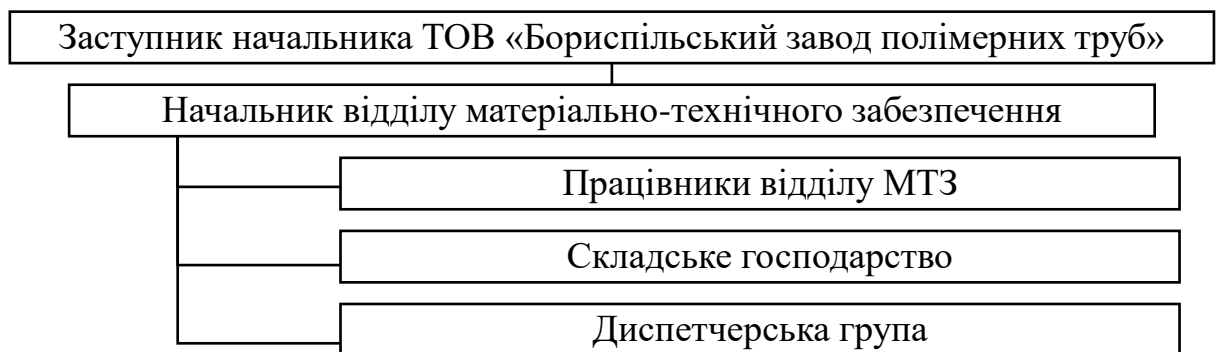 Заступник начальника ТОВ «Бориспільський завод полімерних труб»
Начальник відділу матеріально-технічного забезпечення
Працівники відділу МТЗ
Складське господарство
Диспетчерська група